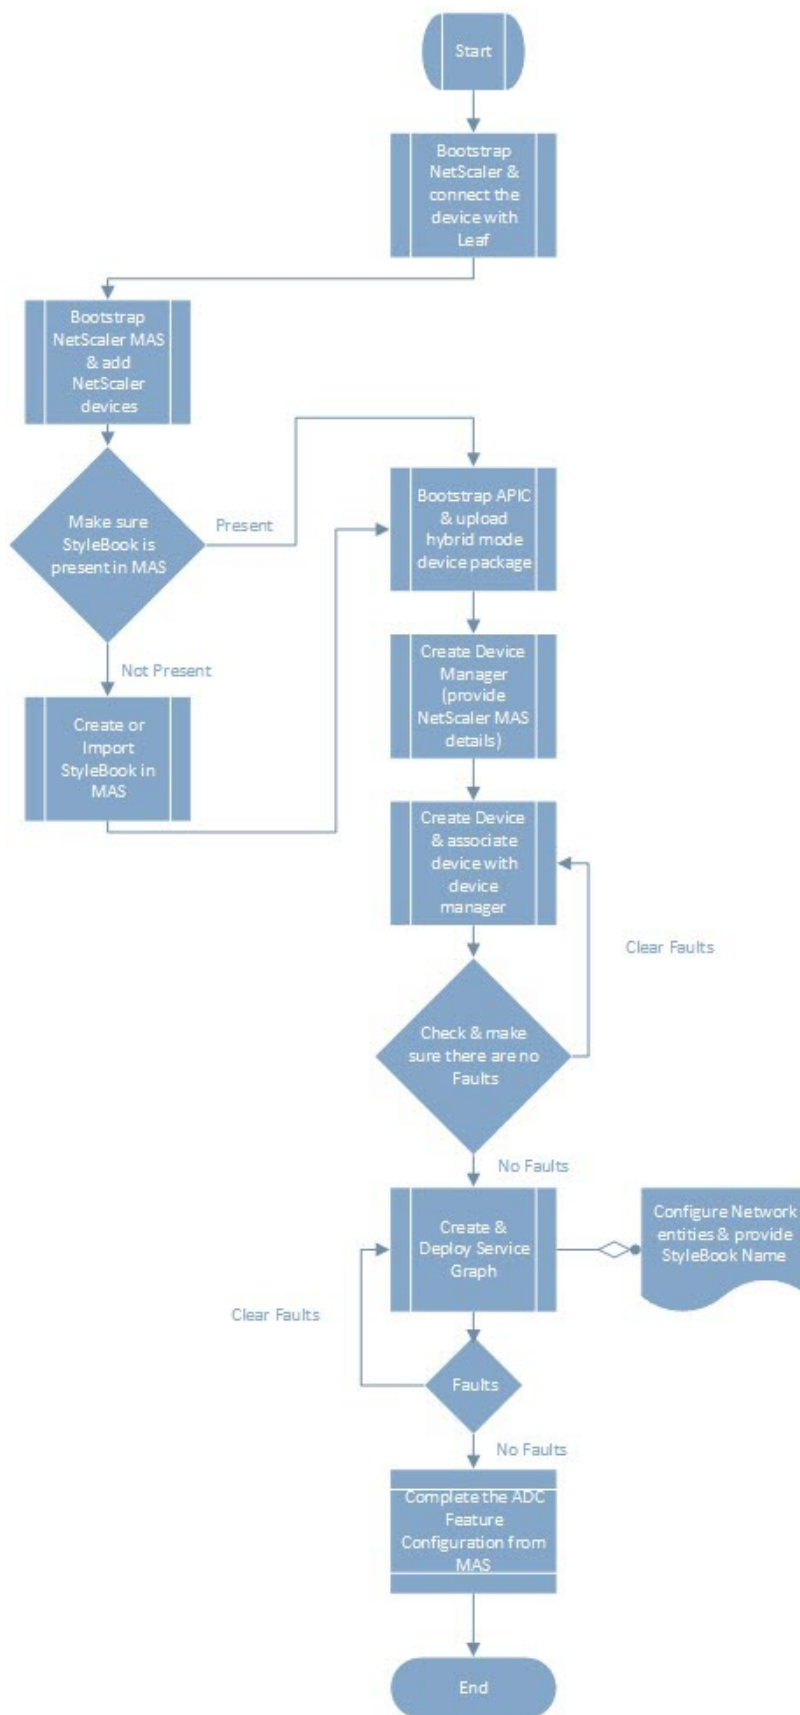 Start
Bootstrap
NetScaler &
connect the
device with
Leaf
Bootstrap
NetScaler MAS
& add
NetScaler
devices
Make sure
StyleBook is
present in MAS
Present
Not Present
Create or
Import
StyleBook in
MAS
Bootstrap APIC
& upload
hybrid mode
device package
Create Device
Manager
(provide
NetScaler MAS
details)
Create Device
& associate
device with
device
manager
Clear Faults
Check & make
sure there are no
Faults
No Faults
Create &
Deploy Service
Graph
Configure Network
entities & provide
StyleBook Name
Clear Faults
Faults
No Faults
Complete the ADC
Feature
Configuration from
MAS
End